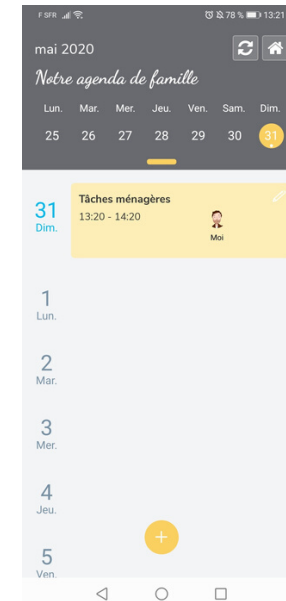 F SFR 78 % 13:21
mai 2020
Notre agenda de famille
Lun. Mar. Mer. Jeu. Ven. Sam. Dim.
25 26 27 28 29 30 31
31
Dim.
Tâches ménagères
13:20 - 14:20
Moi
1
Lun.
2
Mar.
3
Mer.
4
Jeu.
5
Ven.